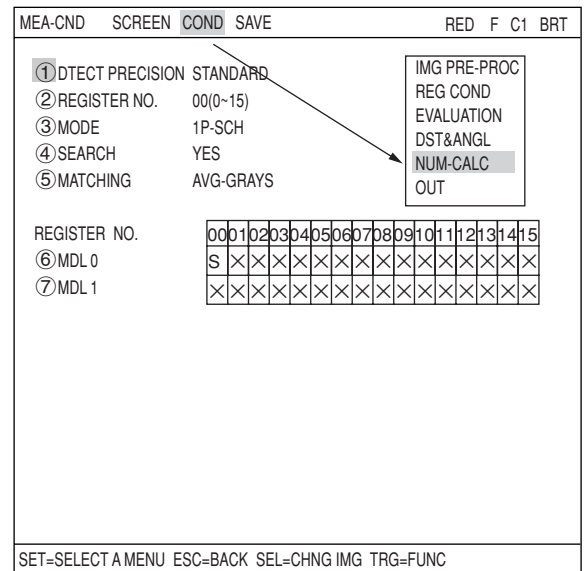 MEA-CND SCREEN COND SAVE RED F C1 BRT
①DTECT PRECISION STANDARD
②REGISTER NO. 00(0~15)
③MODE 1P-SCH
④SEARCH YES
⑤MATCHING AVG-GRAYS
IMG PRE-PROC
REG COND
EVALUATION
DST&ANGL
NUM-CALC
OUT
REGISTER NO. 00 01 02 03 04 05 06 07 08 09 10 11 12 13 14 15
⑥MDL 0 S × × × × × × × × × × × × × × ×
⑦MDL 1 × × × × × × × × × × × × × × × ×
SET=SELECT A MENU ESC=BACK SEL=CHNG IMG TRG=FUNC